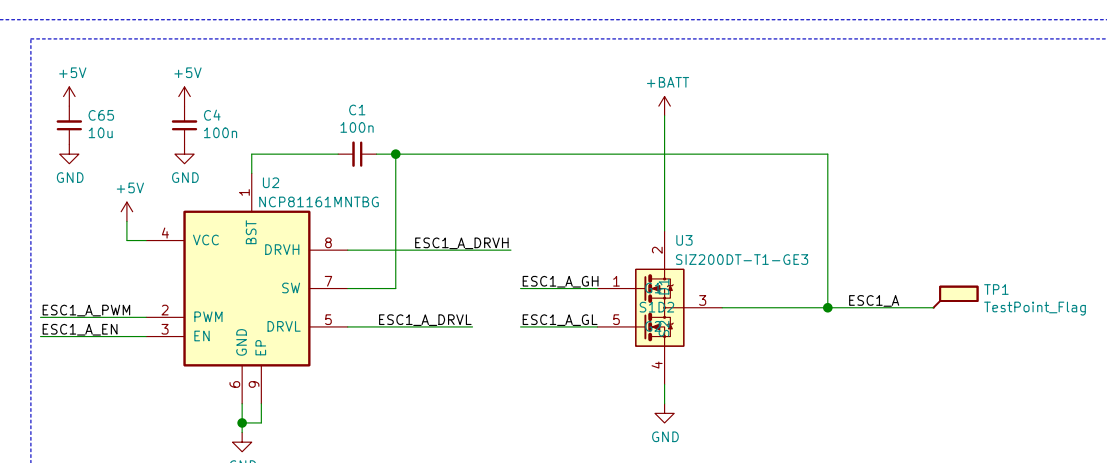 +5V
C65
10u
GND
+5V
C4
100n
GND
C1
100n
+BATT
+5V
U2
NCP81161MNTBG
1
BST
4
VCC
DRVH
8
ESC1_A_DRVH
SW
7
ESC1_A_PWM
2
PWM
ESC1_A_EN
3
EN
DRVL
5
ESC1_A_DRVL
GND
EP
6
9
U3
SIZ200DT-T1-GE3
2
ESC1_A_GH
1
S1D2
3
ESC1_A_GL
5
4
GND
ESC1_A
TP1
TestPoint_Flag